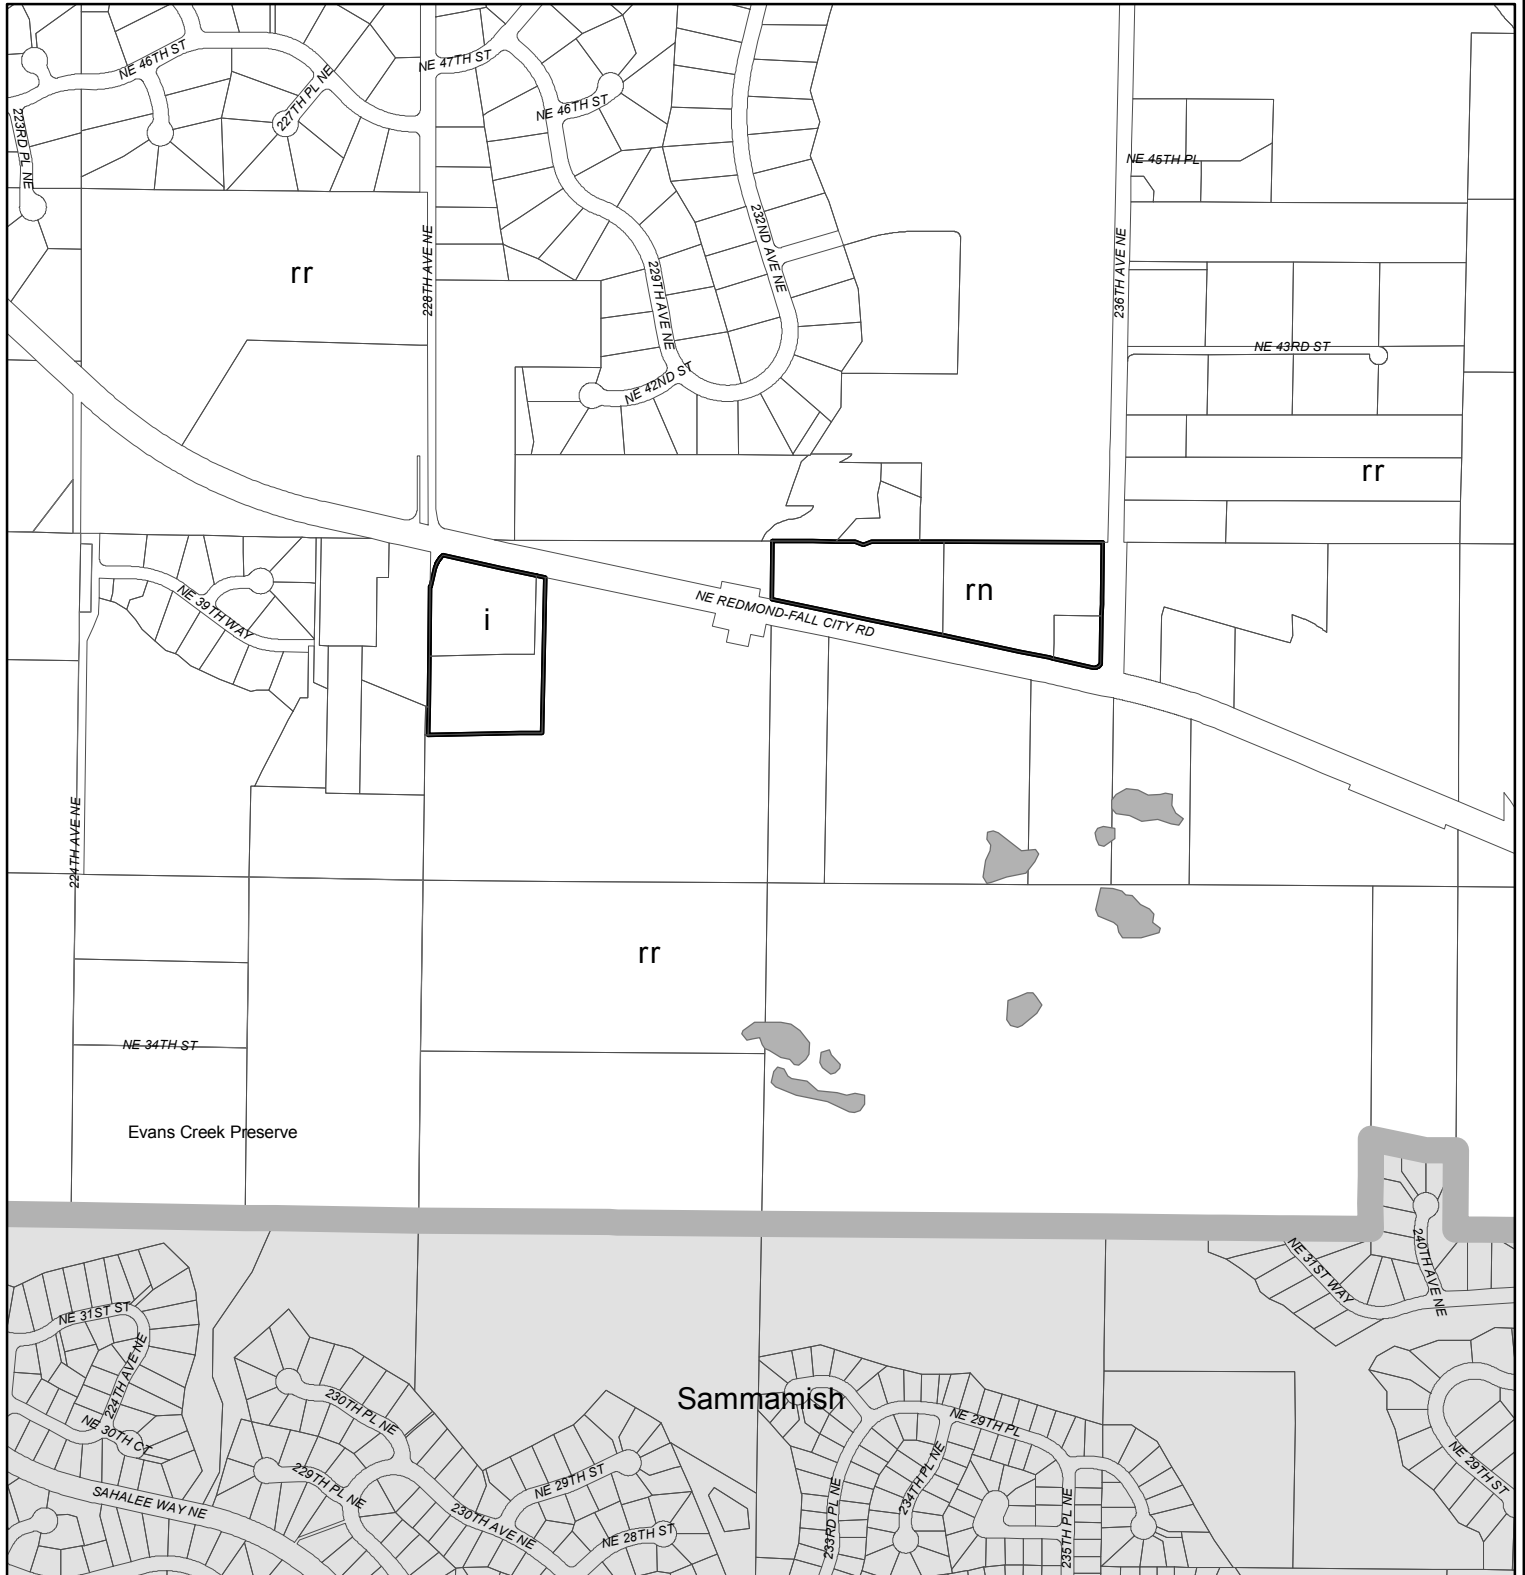 NE 46TH ST
227TH PL NE
223RD PL NE
NE 47TH ST
NE 46TH ST
NE 45TH PL
232ND AVE NE
228TH AVE NE
229TH AVE NE
236TH AVE NE
rr
NE 43RD ST
NE 42ND ST
rr
NE 39TH WAY
i
NE REDMOND-FALL CITY RD
rn
224TH AVE NE
rr
NE 34TH ST
Evans Creek Preserve
NE 31ST WAY
240TH AVE NE
NE 31ST ST
224TH AVE NE
NE 30TH CT
230TH PL NE
Sammamish
NE 29TH PL
234TH PL NE
NE 29TH ST
229TH PL NE
NE 29TH ST
SAHALEE WAY NE
230TH AVE NE
NE 28TH ST
233RD PL NE
235TH PL NE